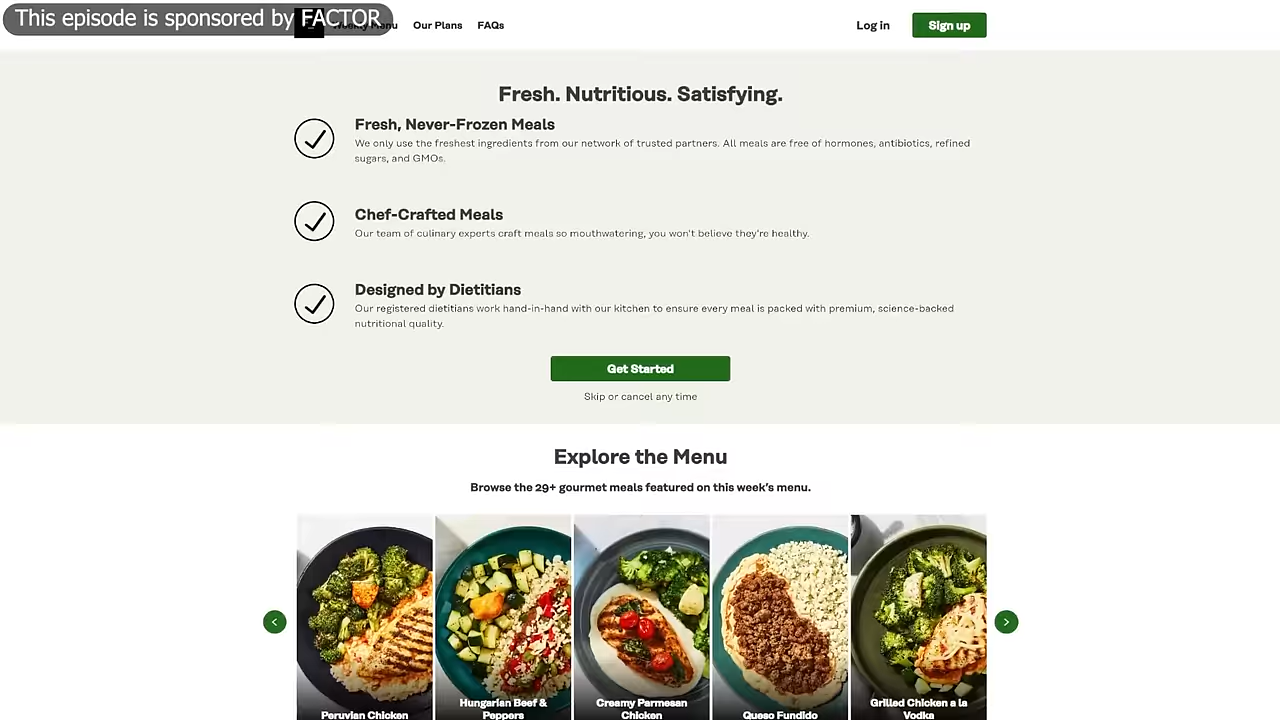 This episode is sponsored by FACTOR
Our Plans
FAQs
Log in
Sign up
Fresh. Nutritious. Satisfying.
Fresh, Never-Frozen Meals
We only use the freshest ingredients from our network of trusted partners. All meals are free of hormones, antibiotics, refined
sugars, and GMOs.
Chef-Crafted Meals
Our team of culinary experts craft meals so mouthwatering, you won't believe they're healthy.
Designed by Dietitians
Our registered dietitians work hand-in-hand with our kitchen to ensure every meal is packed with premium, science-backed
nutritional quality.
Get Started
Skip or cancel any time
Explore the Menu
Browse the 29+ gourmet meals featured on this week's menu.
Peruvian Chicken
Hungarian Beef &
Peppers
Creamy Parmesan
Chicken
Queso Fundido
Grilled Chicken a la
Vodka